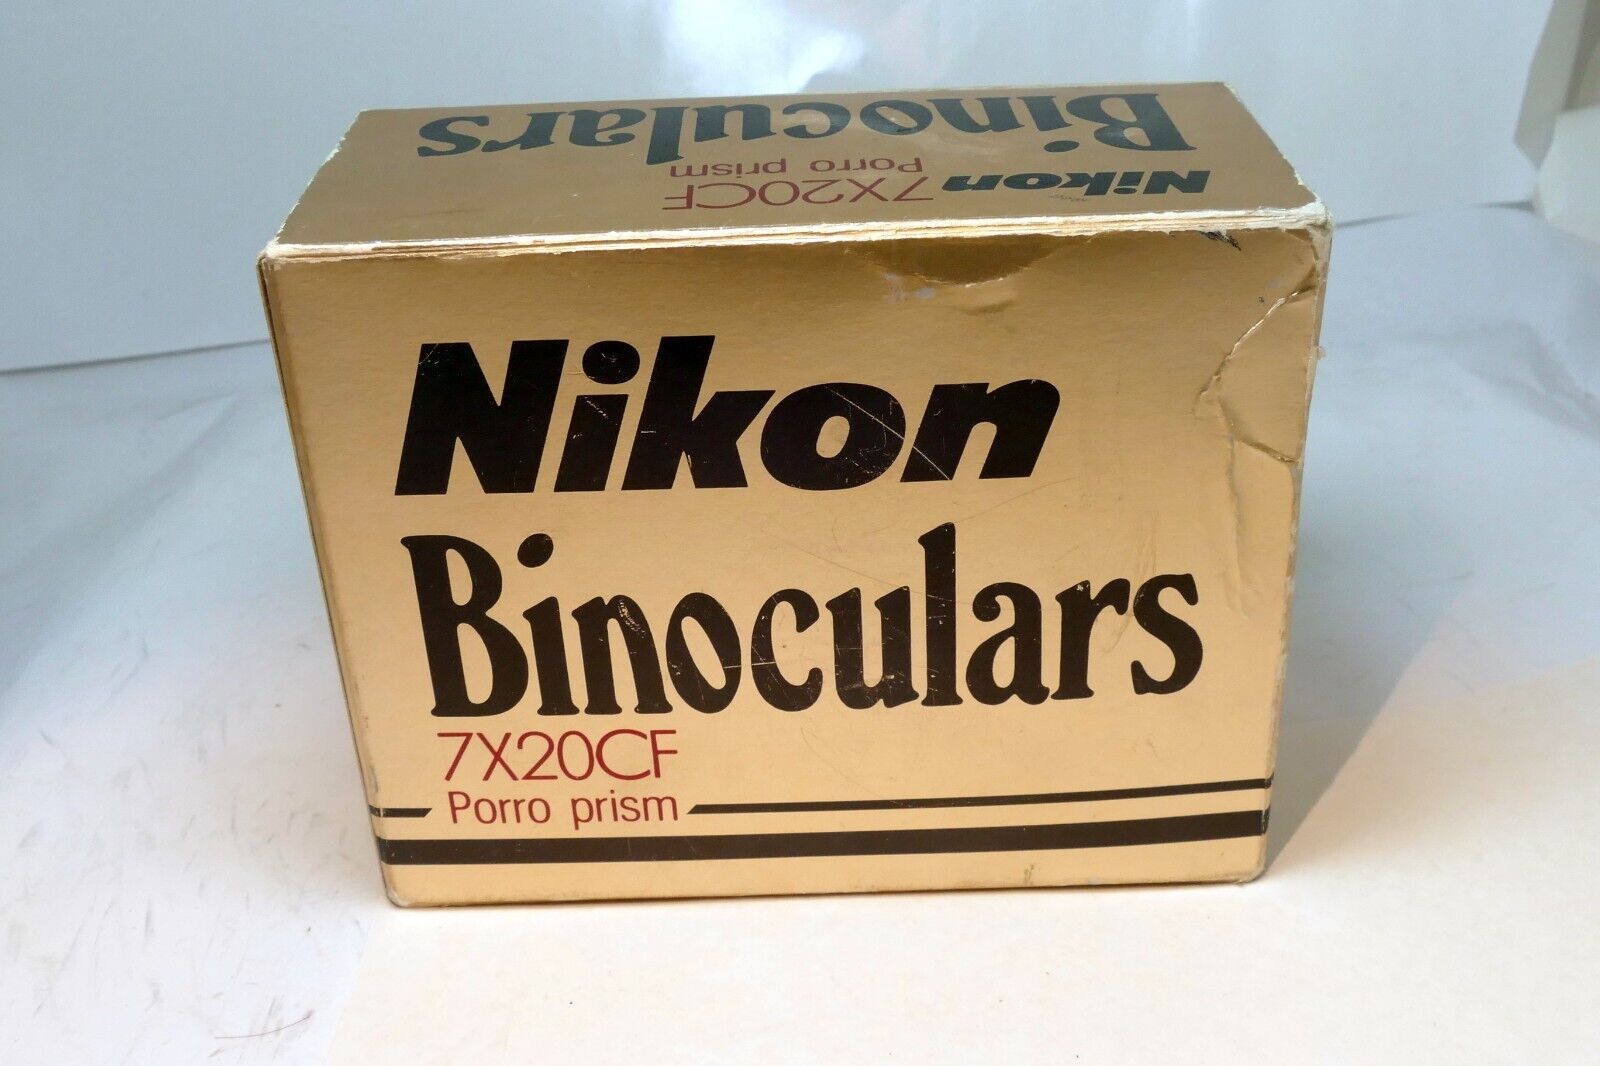 Nikon
Binoculars
7X20CF
Porro prism
Binoculars
Nikon 7X20CF
Porro prism